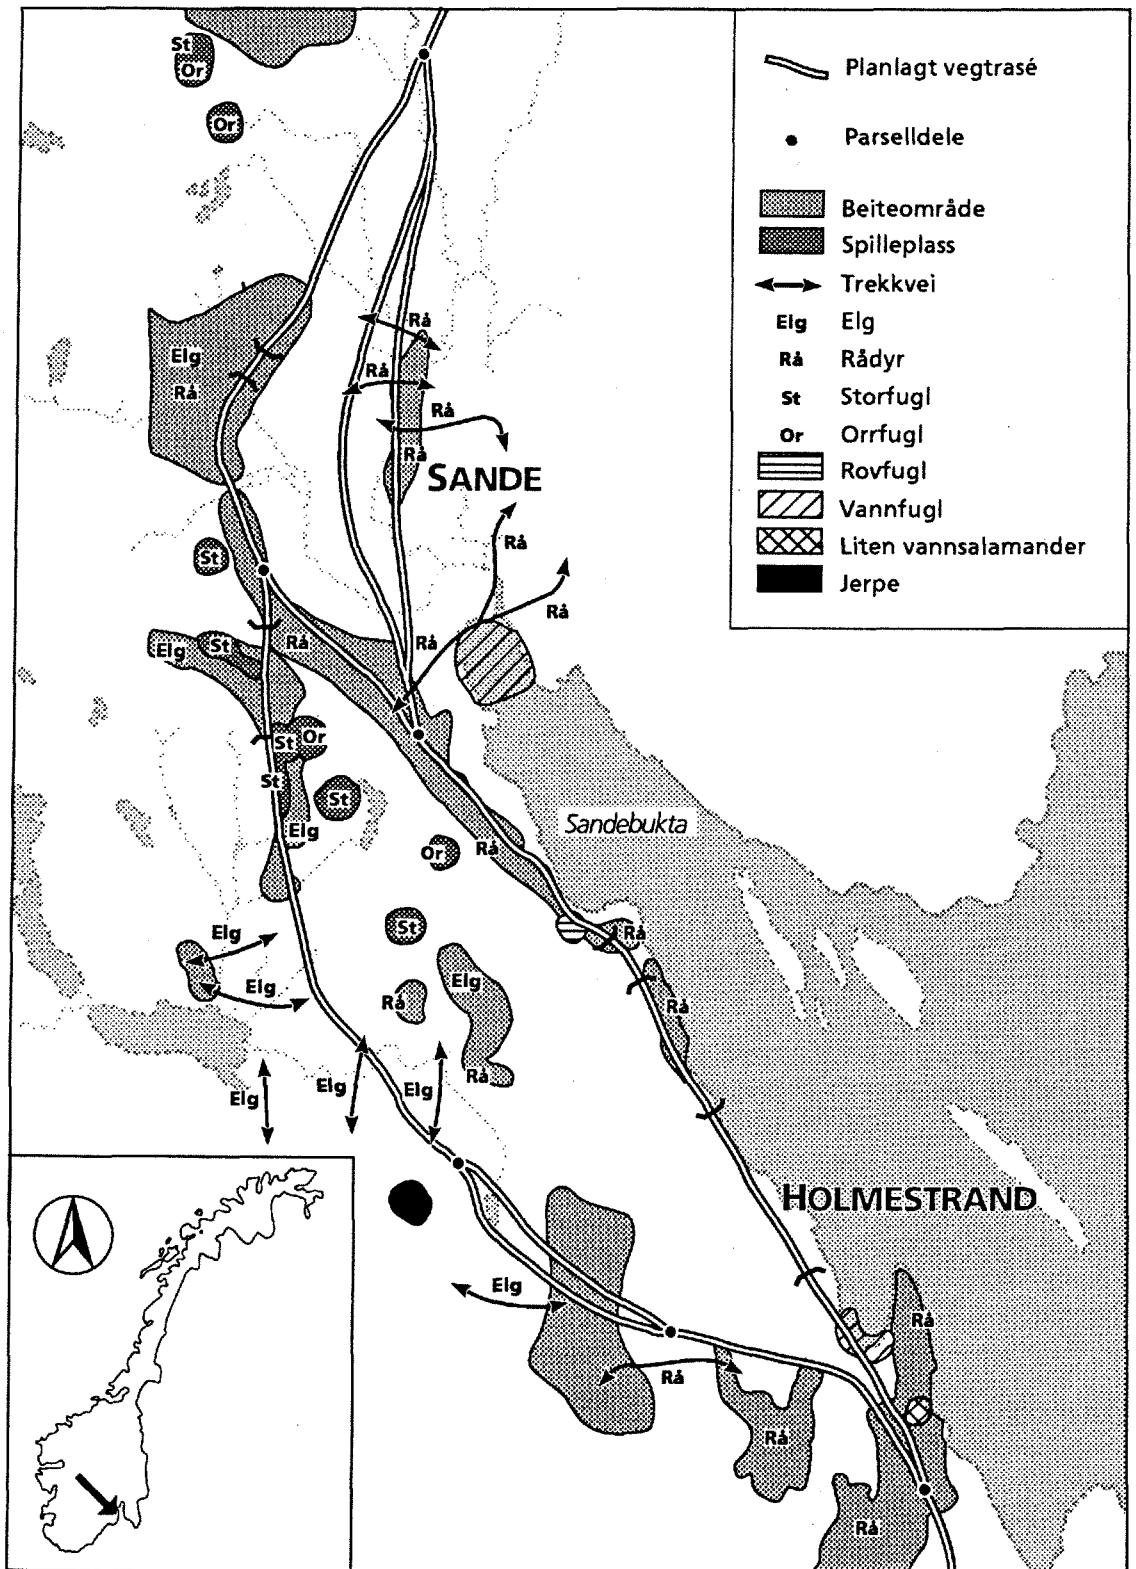 St
Or
Or
Planlagt vegtrasé
Parselldele
Beiteområde
Spilleplass
Trekkvei
Elg Elg
Rå Rådyr
St Storfugl
Or Orrfugl
Rovfugl
Vannfugl
Liten vannsalamander
Jerpe
Rå
Elg
Rå
Rå
Rå
Rå
SANDE
Rå
St
Rå
Elg
St
Rå
Rå
St
Or
St
St
Elg
Sandebukta
Or
Rå
St
Rå
Elg
Elg
Elg
Rå
Rå
Rå
Elg
Elg
Elg
HOLMESTRAND
Elg
Rå
Rå
Rå
Rå